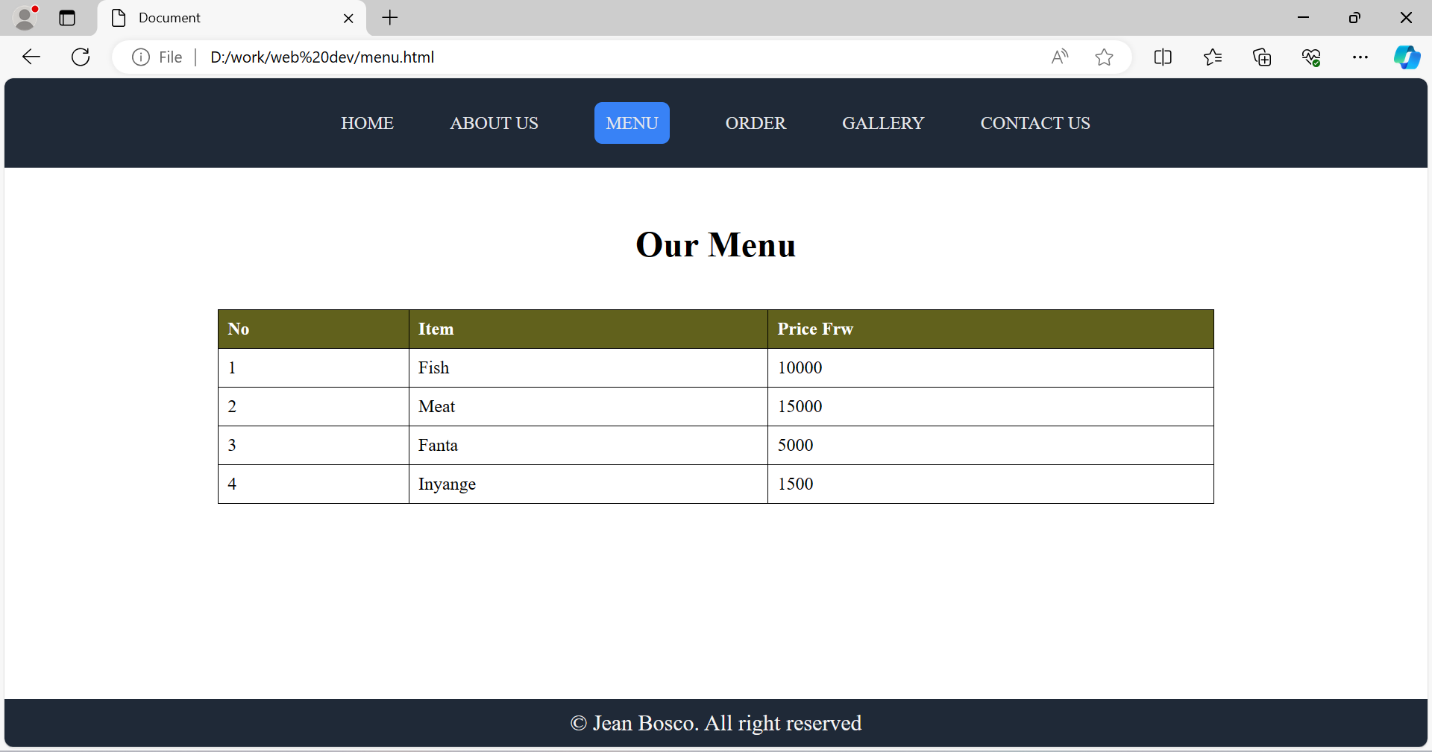 Document
File D:/work/web%20dev/menu.html
HOME ABOUT US MENU ORDER GALLERY CONTACT US
Our Menu
No Item Price Frw
1 Fish 10000
2 Meat 15000
3 Fanta 5000
4 Inyange 1500
© Jean Bosco. All right reserved